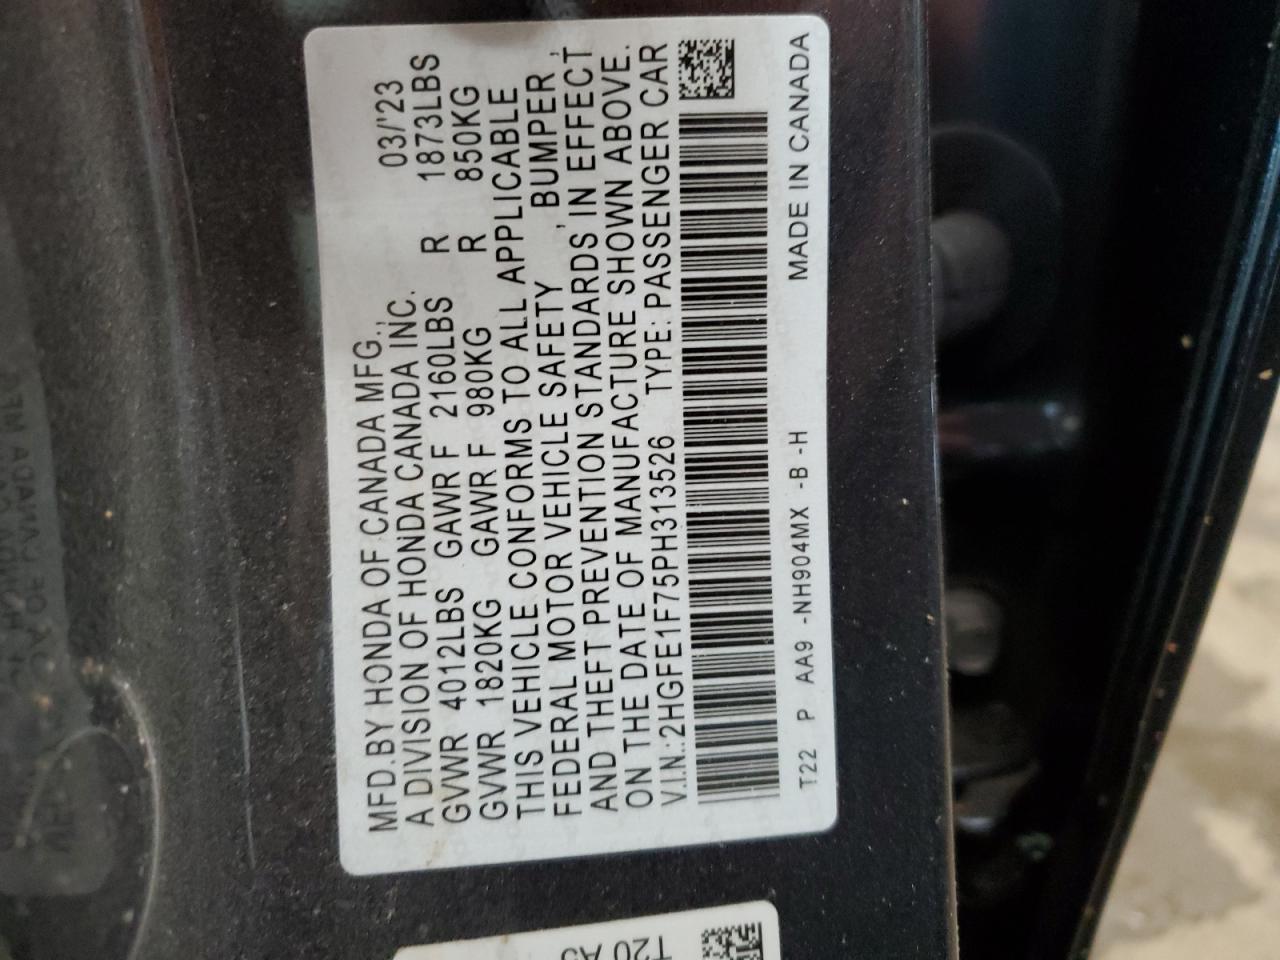 MFD.BY HONDA OF CANADA MFG., 03/'23
A DIVISION OF HONDA CANADA INC.
GVWR 4012LBS GAWR F 2160LBS R 1873LBS
GVWR 1820KG GAWR F 980KG R 850KG
THIS VEHICLE CONFORMS TO ALL APPLICABLE
FEDERAL MOTOR VEHICLE SAFETY , BUMPER ,
AND THEFT PREVENTION STANDARDS IN EFFECT
ON THE DATE OF MANUFACTURE SHOWN ABOVE.
V.I.N.:2HGFE1F75PH313526 TYPE: PASSENGER CAR
T22 P AA9 -NH904MX -B -H MADE IN CANADA